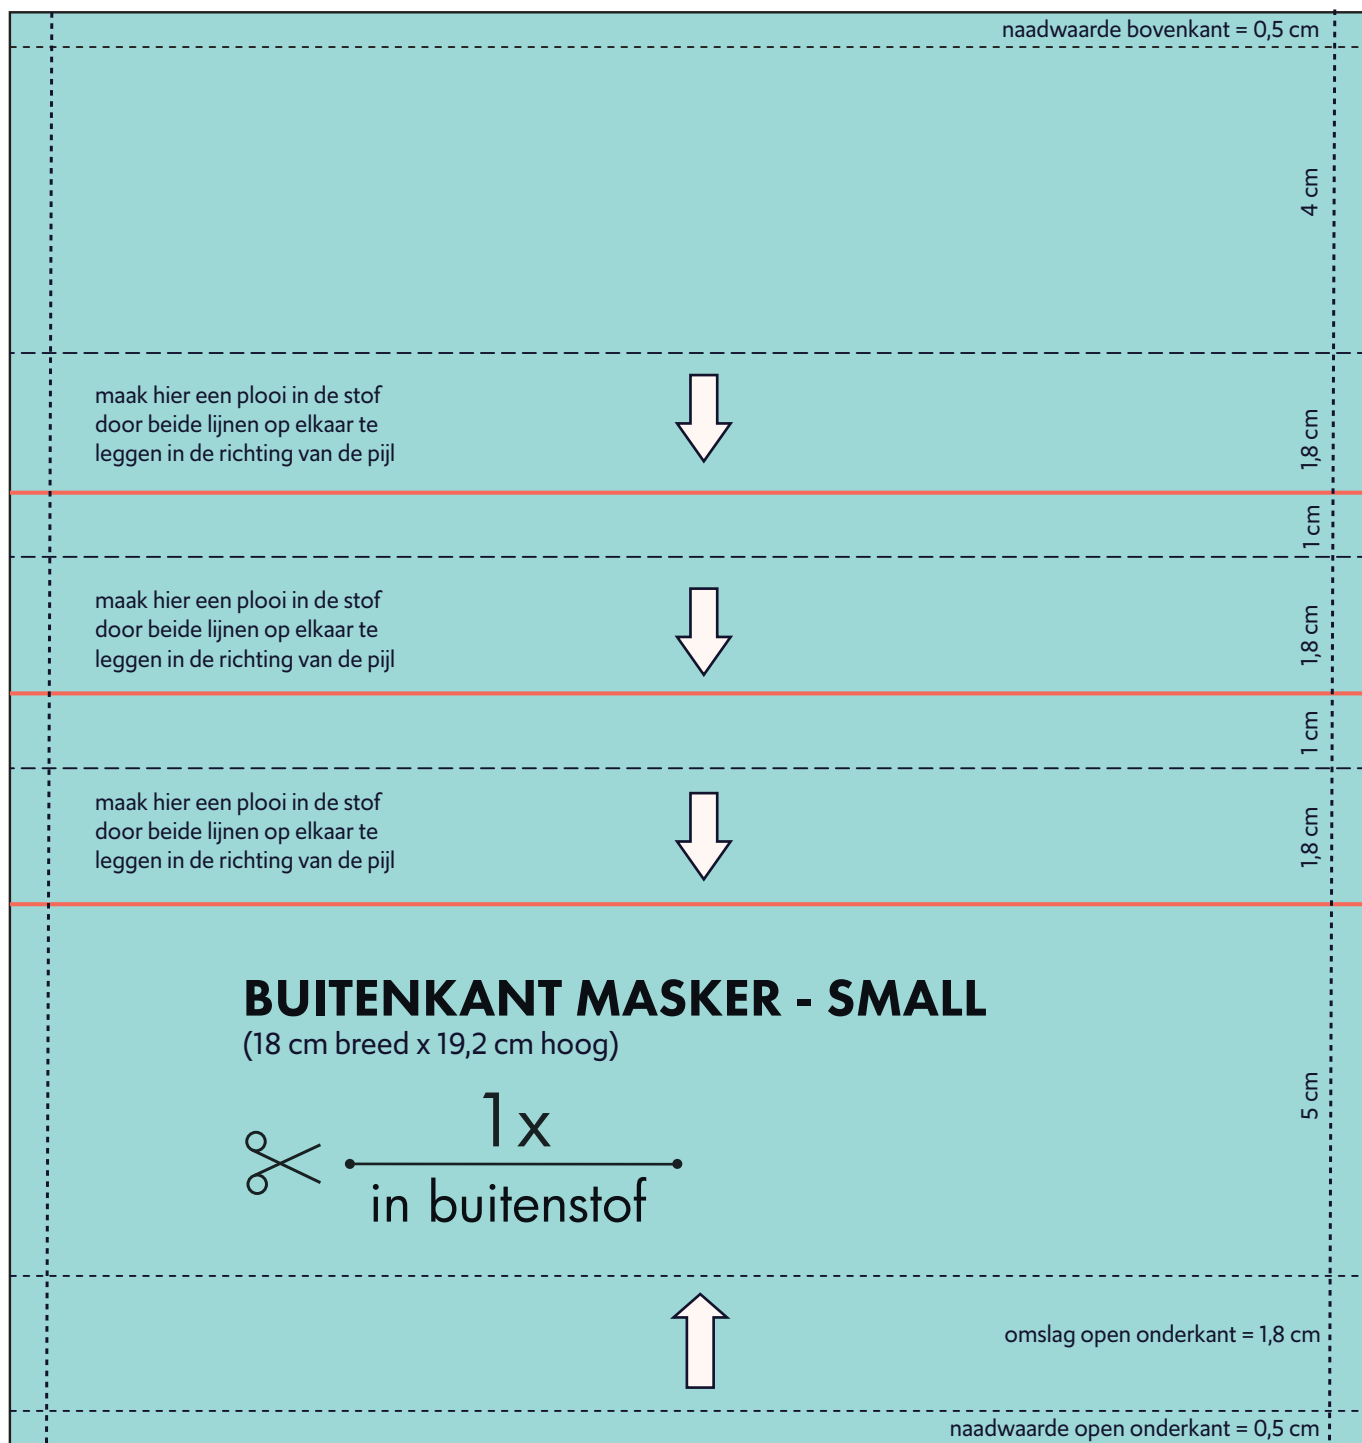 naadwaarde bovenkant = 0,5 cm
4 cm
maak hier een plooi in de stof
door beide lijnen op elkaar te
leggen in de richting van de pijl
1,8 cm
1 cm
maak hier een plooi in de stof
door beide lijnen op elkaar te
leggen in de richting van de pijl
1,8 cm
1 cm
maak hier een plooi in de stof
door beide lijnen op elkaar te
leggen in de richting van de pijl
1,8 cm
BUITENKANT MASKER - SMALL
(18 cm breed x 19,2 cm hoog)
5 cm
1x
in buitenstof
omslag open onderkant = 1,8 cm
naadwaarde open onderkant = 0,5 cm